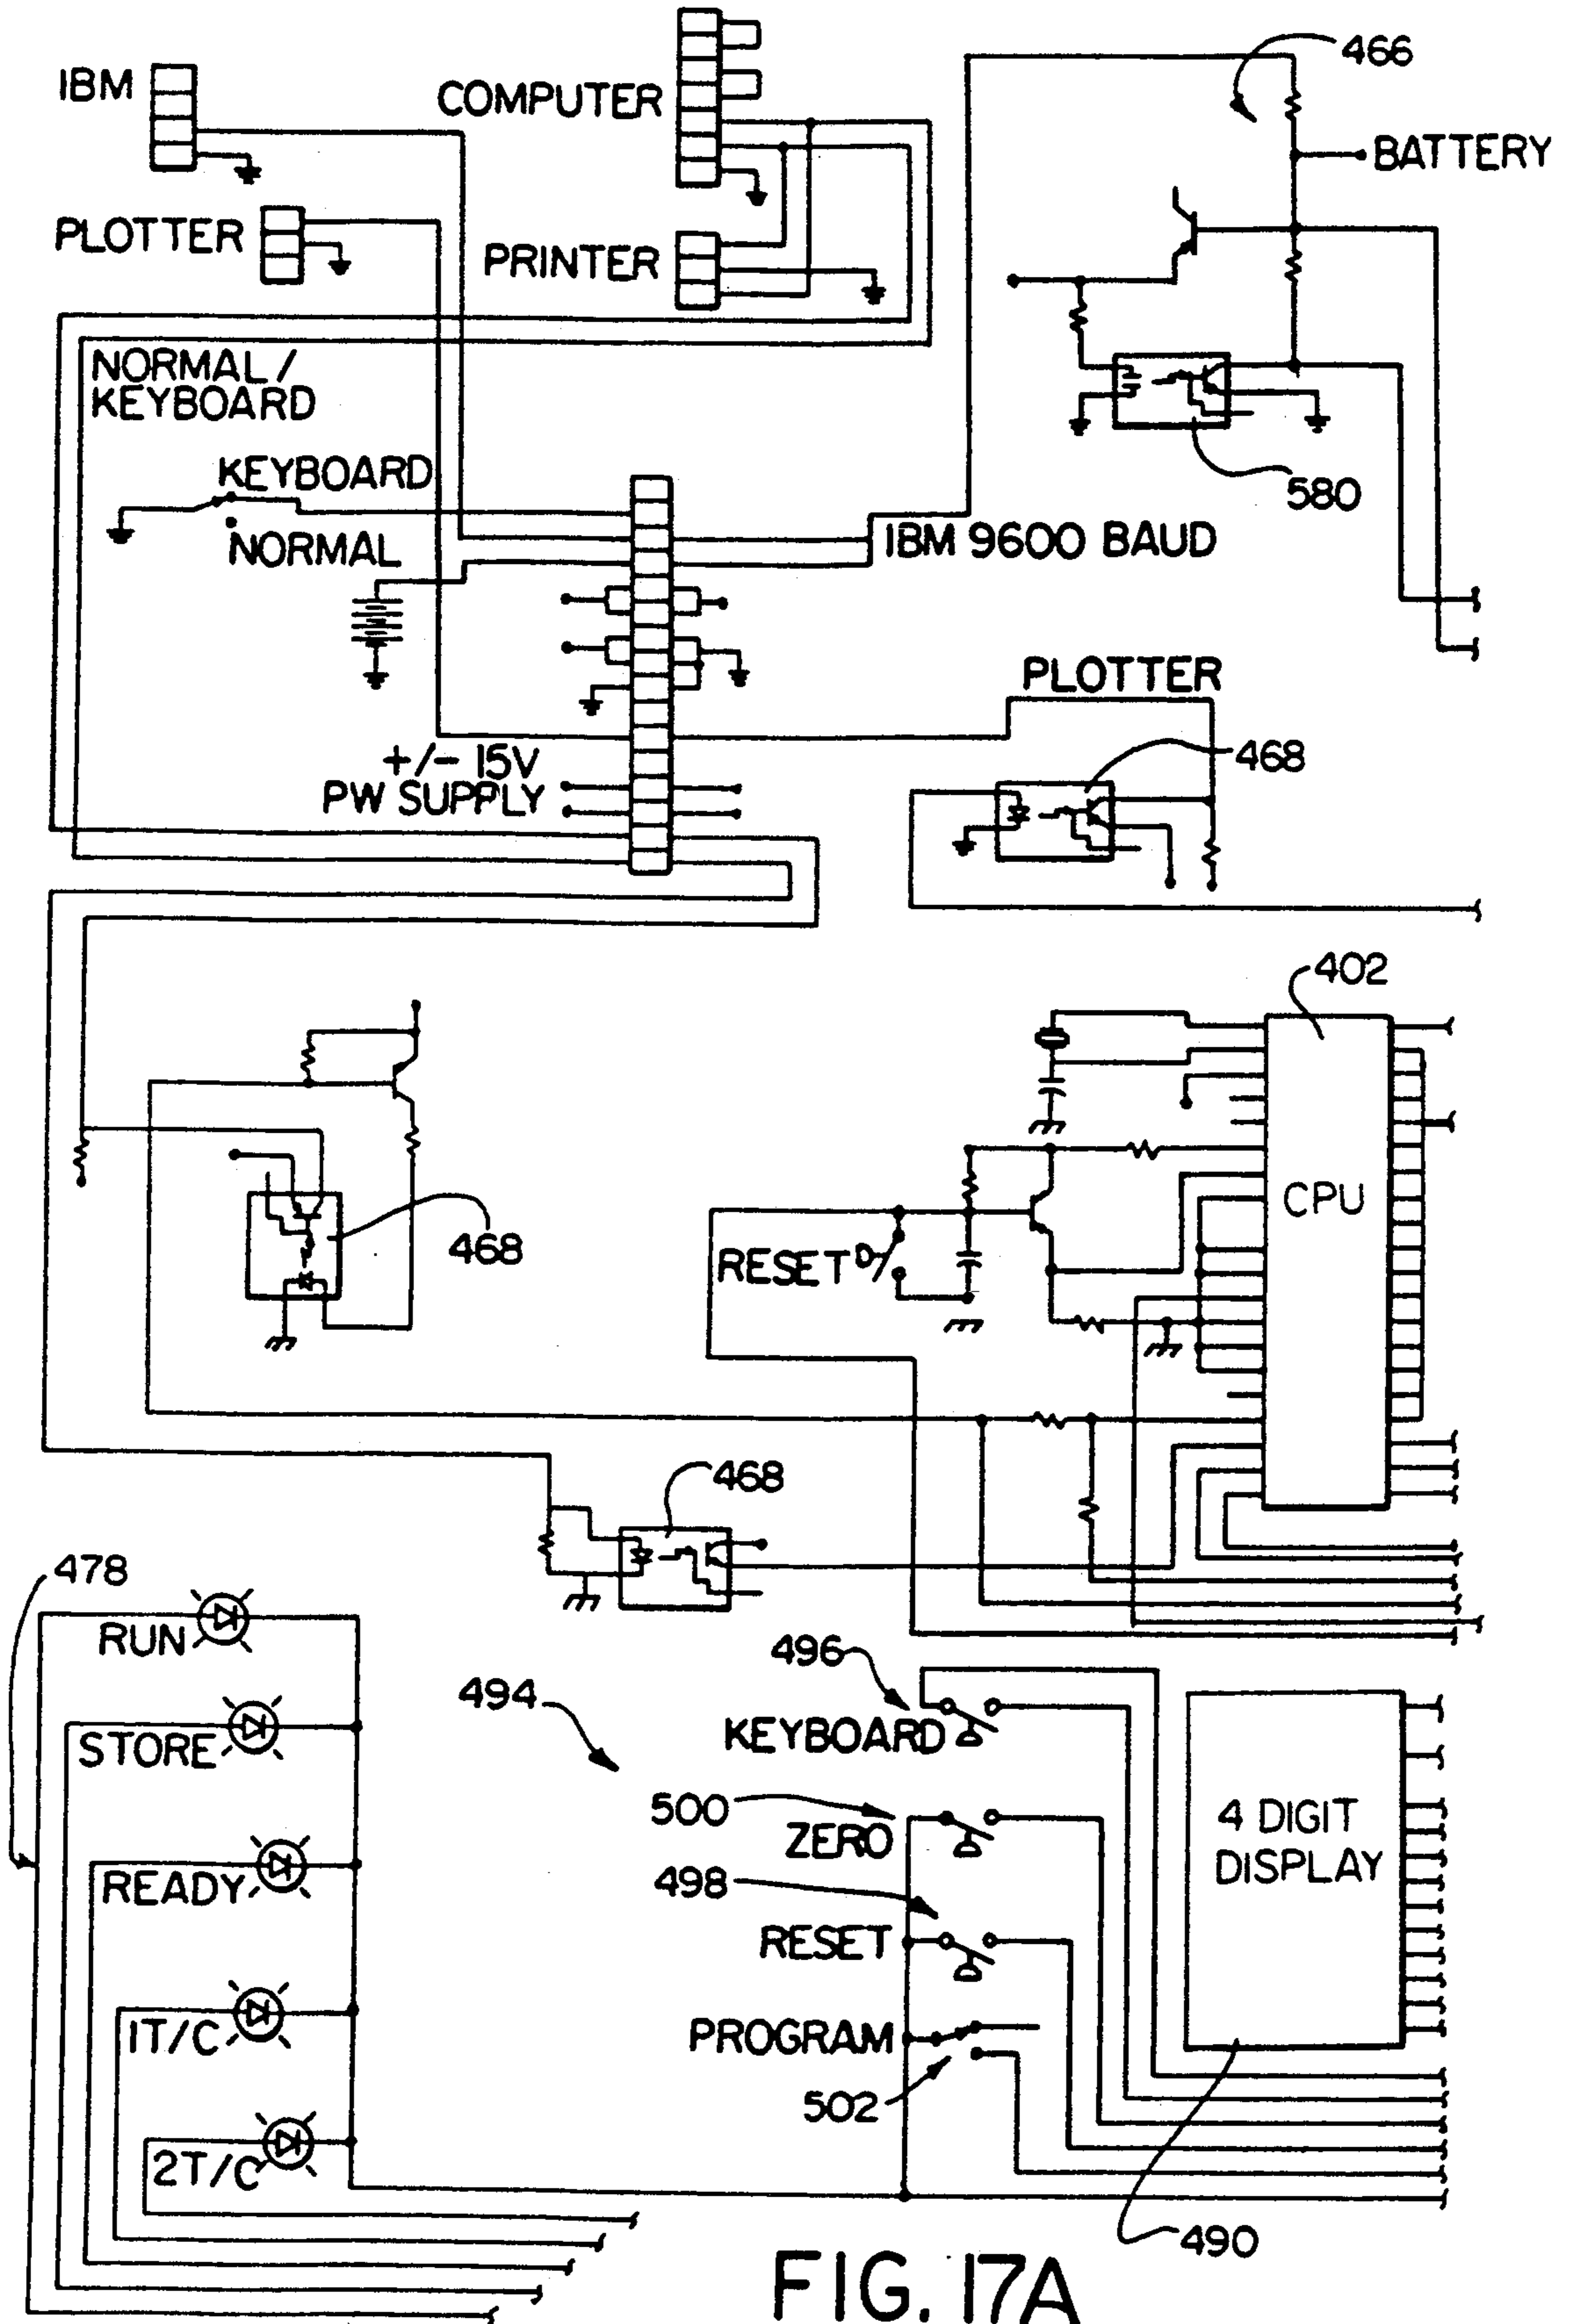 466
IBM
COMPUTER
BATTERY
PLOTTER
PRINTER
NORMAL/
KEYBOARD
KEYBOARD
580
NORMAL
IBM 9600 BAUD
PLOTTER
+/- 15V
PW SUPPLY
468
402
CPU
468
RESET
468
478
RUN
496
494
KEYBOARD
STORE
500
ZERO
4 DIGIT
DISPLAY
498
READY
RESET
1T/C
PROGRAM
502
2T/C
490
FIG. 17A